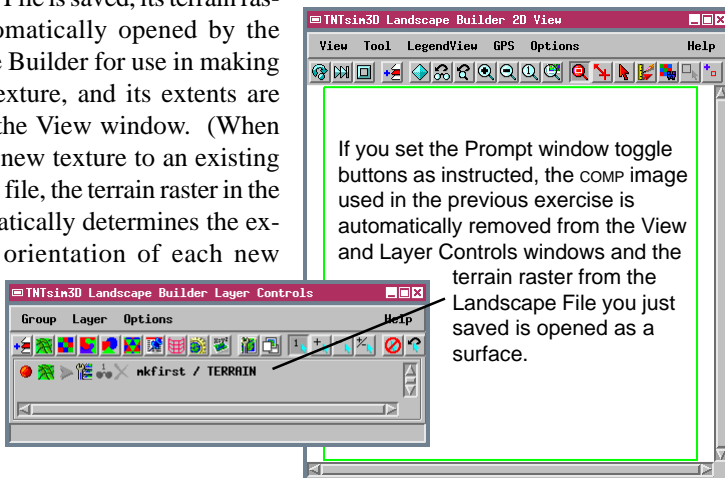 File is saved, its terrain ras-
omatically opened by the
e Builder for use in making
exture, and its extents are
the View window. (When
new texture to an existing
file, the terrain raster in the
matically determines the ex-
orientation of each new
TNTsim3D Landscape Builder 2D View
View Tool LegendView GPS Options Help
If you set the Prompt window toggle
buttons as instructed, the COMP image
used in the previous exercise is
automatically removed from the View
and Layer Controls windows and the
terrain raster from the
Landscape File you just
saved is opened as a
surface.
TNTsim3D Landscape Builder Layer Controls
Group Layer Options Help
mkfirst / TERRAIN